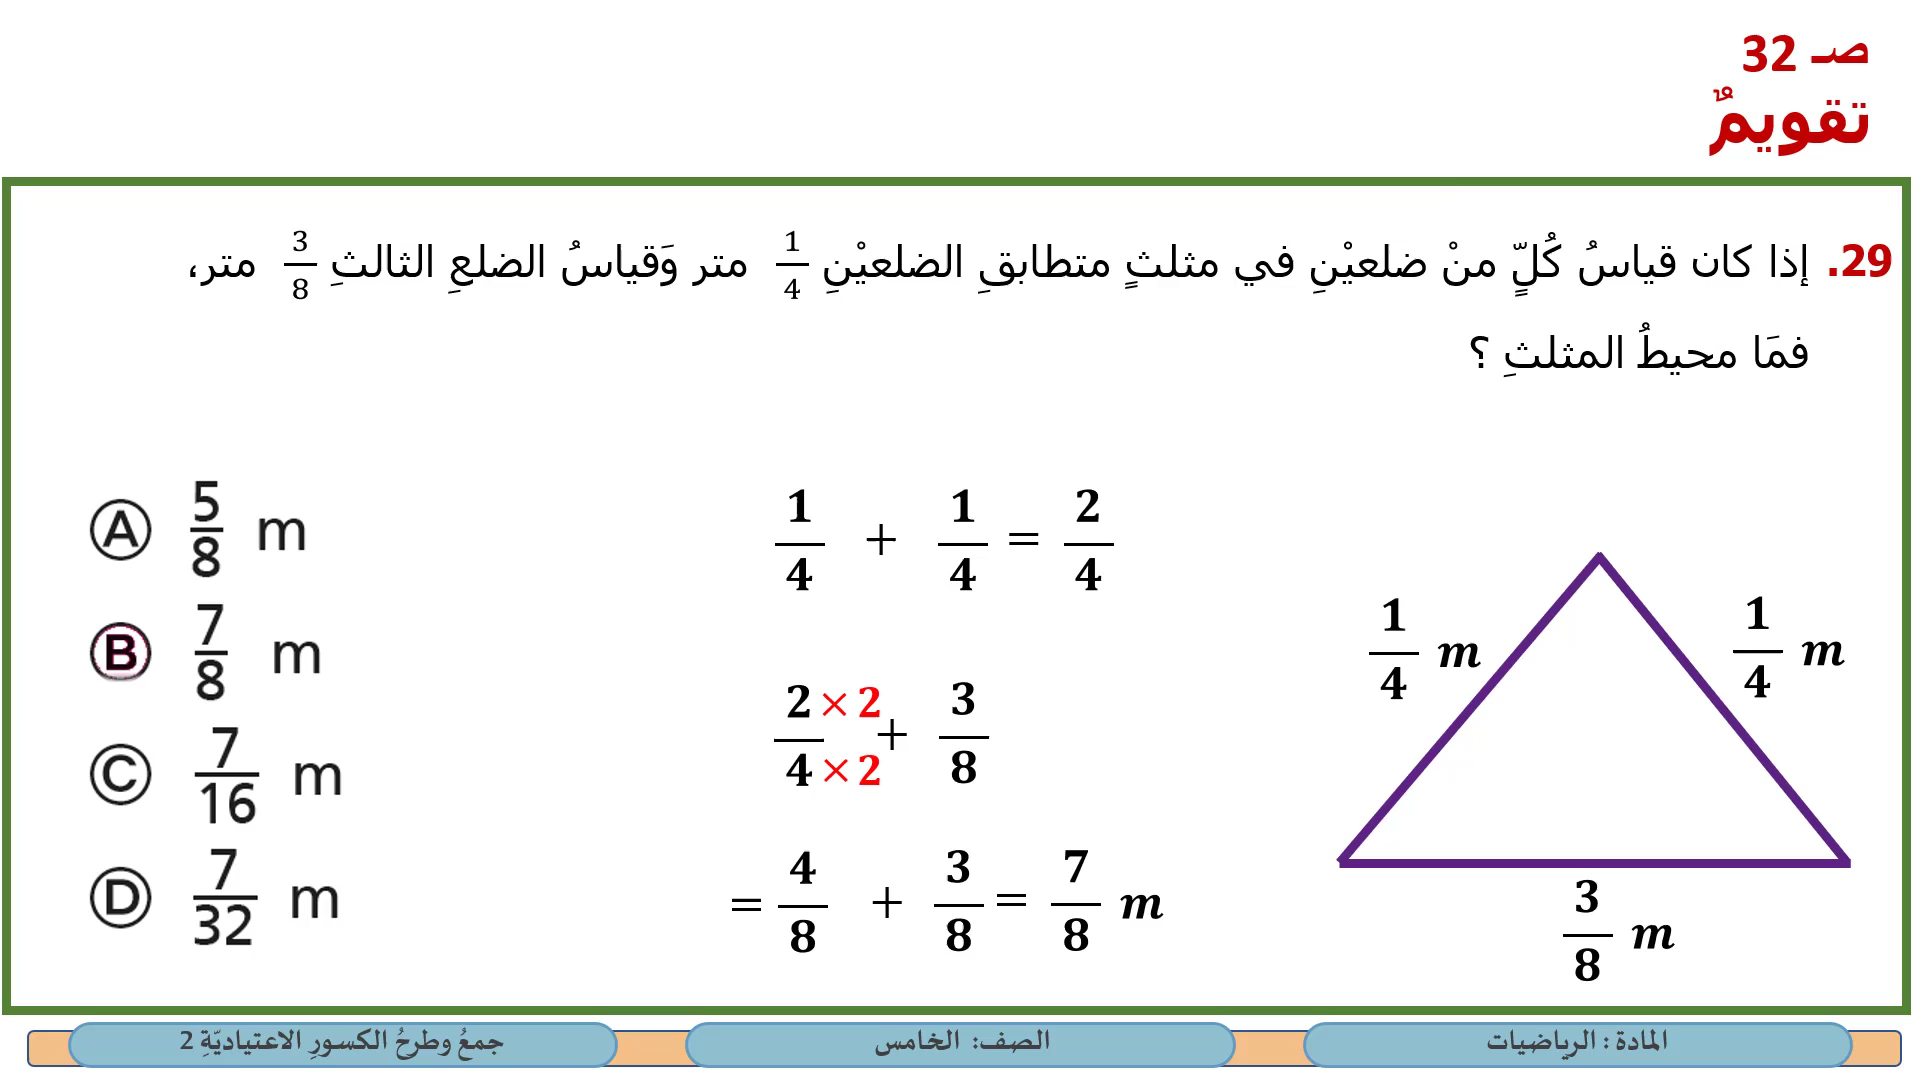 صـ 32
تقويمٌ
29. إذا كان قياسُ كُلٍّ منْ ضلعيْنِ في مثلثٍ متطابقِ الضلعيْنِ 1/4 متر وَقياسُ الضلعِ الثالثِ 3/8 متر،
فمَا محيطُ المثلثِ ؟
Ⓐ 5/8 m
Ⓑ 7/8 m
Ⓒ 7/16 m
Ⓓ 7/32 m
1/4 + 1/4 = 2/4
2/4 ×2/×2 + 3/8
= 4/8 + 3/8 = 7/8 m
1/4 m
1/4 m
3/8 m
المادة : الرياضيات
الصف: الخامس
جمعُ وطرحُ الكسورِ الاعتياديّةِ 2